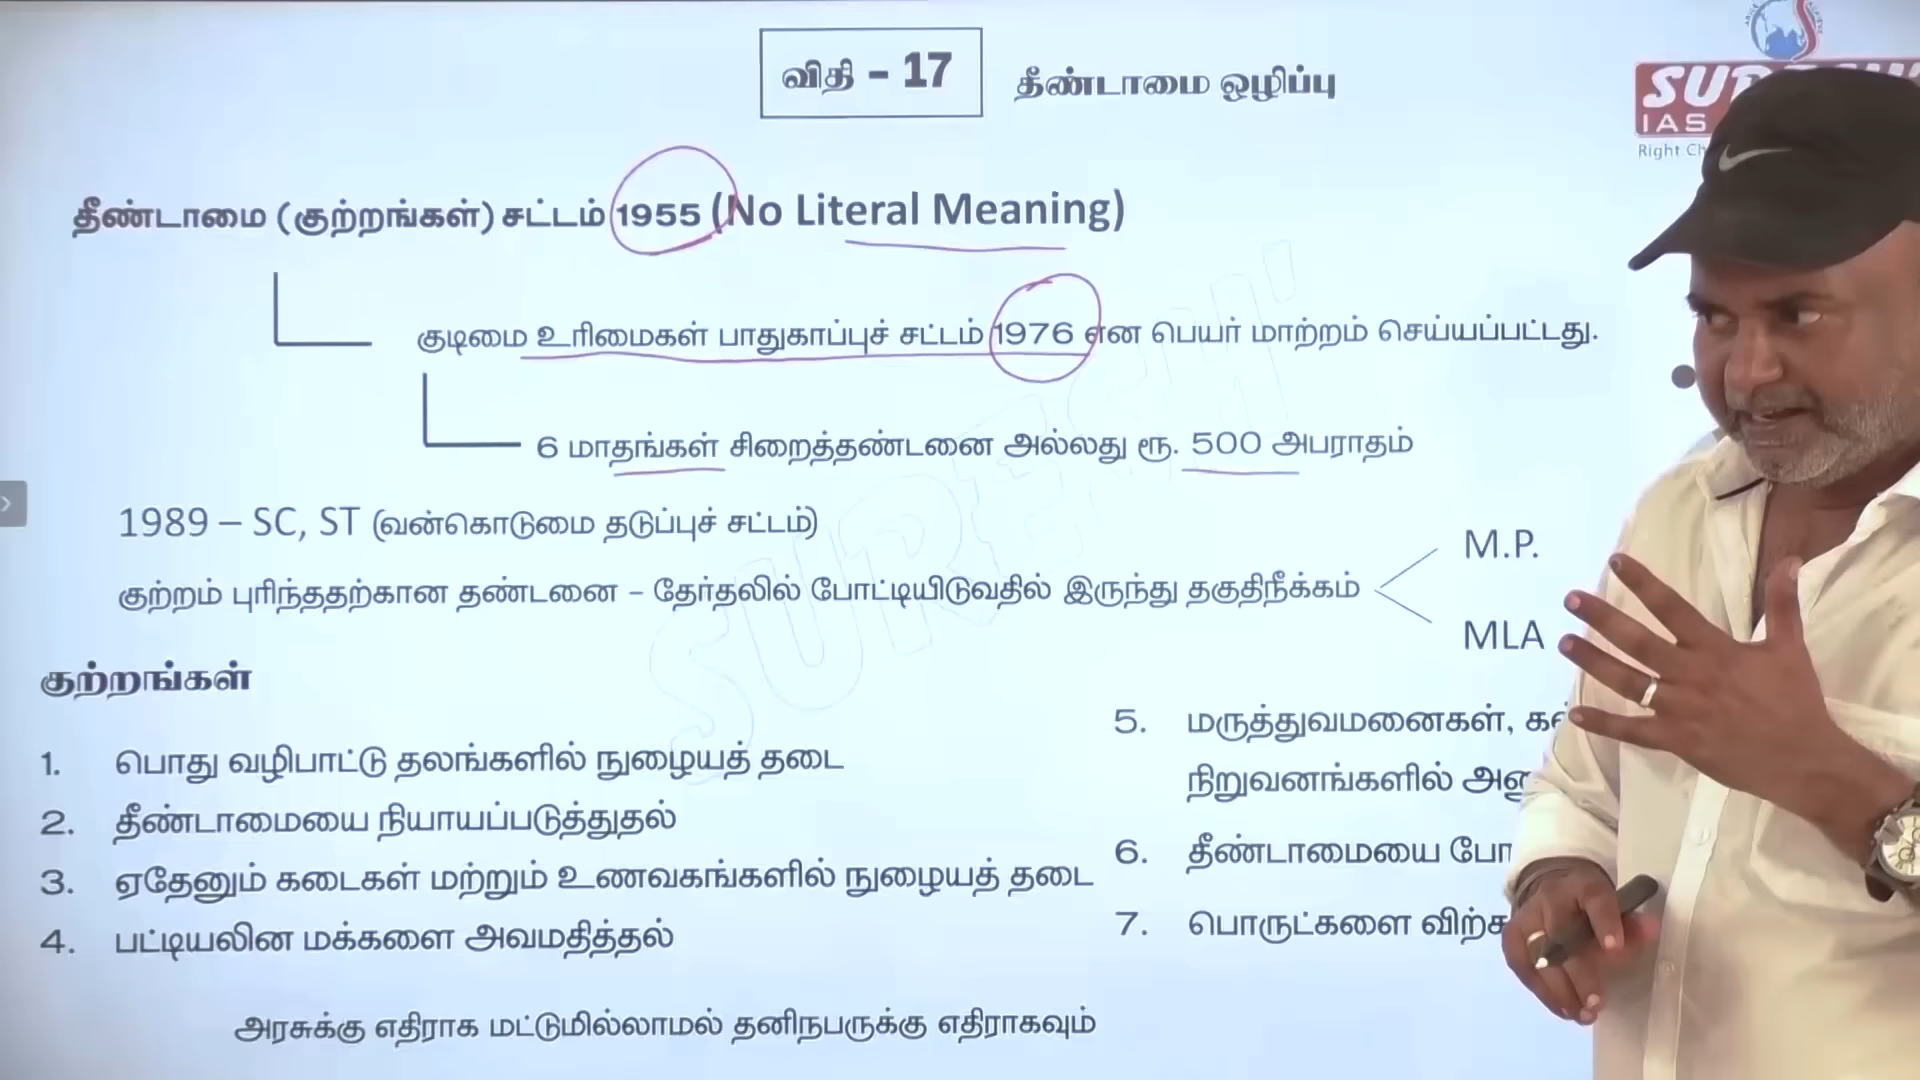 விதி – 17
தீண்டாமை ஒழிப்பு
IAS
Right
தீண்டாமை (குற்றங்கள்) சட்டம் 1955 (No Literal Meaning)
குடிமை உரிமைகள் பாதுகாப்புச் சட்டம் 1976 என பெயர் மாற்றம் செய்யப்பட்டது.
6 மாதங்கள் சிறைத்தண்டனை அல்லது ரூ. 500 அபராதம்
1989 – SC, ST (வன்கொடுமை தடுப்புச் சட்டம்)
குற்றம் புரிந்ததற்கான தண்டனை – தேர்தலில் போட்டியிடுவதில் இருந்து தகுதிநீக்கம்
M.P.
MLA
குற்றங்கள்
1. பொது வழிபாட்டு தலங்களில் நுழையத் தடை
2. தீண்டாமையை நியாயப்படுத்துதல்
3. ஏதேனும் கடைகள் மற்றும் உணவகங்களில் நுழையத் தடை
4. பட்டியலின மக்களை அவமதித்தல்
5. மருத்துவமனைகள்,
நிறுவனங்களில்
6. தீண்டாமையை
7. பொருட்களை
அரசுக்கு எதிராக மட்டுமில்லாமல் தனிநபருக்கு எதிராகவும்
SURESH'